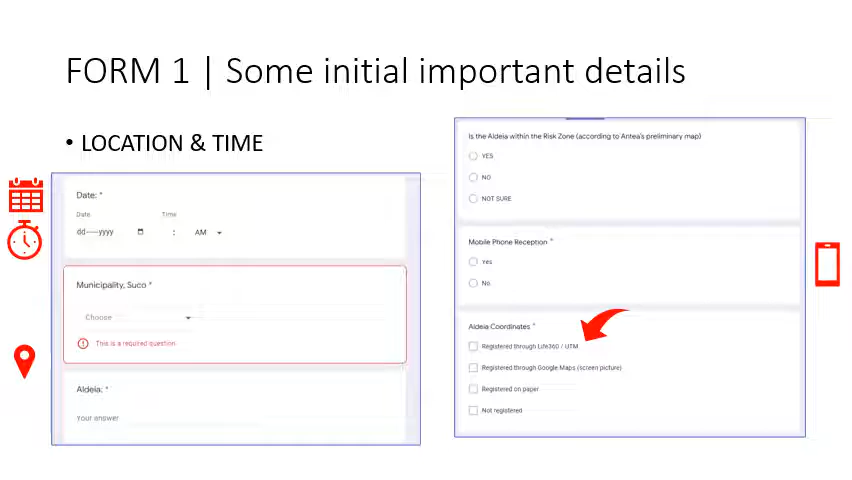 FORM 1 | Some initial important details
• LOCATION & TIME
Date: *
Date Time
dd----yyyy : AM
Municipality, Suco *
Choose
This is a required question
Aldeia: *
Your answer
Is the Aldeia within the Risk Zone (according to Antea's preliminary map)
YES
NO
NOT SURE
Mobile Phone Reception *
Yes
No
Aldeia Coordinates *
Registered through Life360 / UTM
Registered through Google Maps (screen picture)
Registered on paper
Not registered